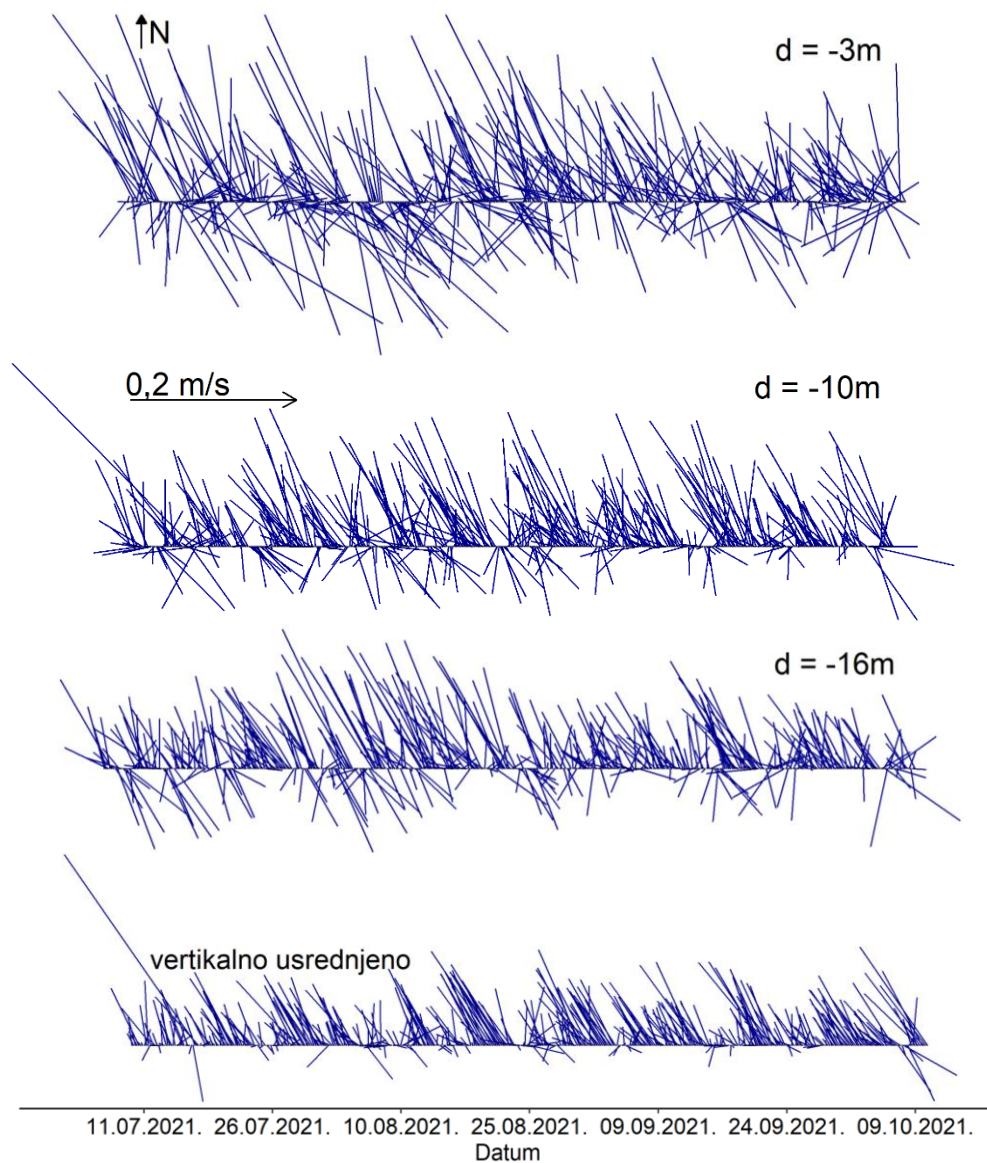 N
d = -3m
0,2 m/s
d = -10m
d = -16m
vertikalno usrednjeno
11.07.2021. 26.07.2021. 10.08.2021. 25.08.2021. 09.09.2021. 24.09.2021. 09.10.2021.
Datum